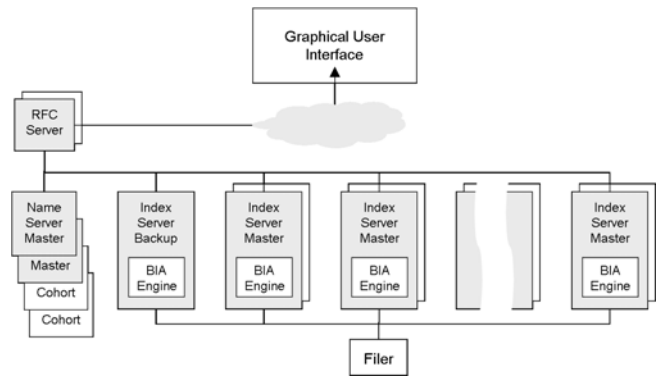 Graphical User
Interface
RFC
Server
Name
Server
Master
Master
Cohort
Cohort
Index
Server
Backup
BIA
Engine
Index
Server
Master
BIA
Engine
Index
Server
Master
BIA
Engine
Index
Server
Master
BIA
Engine
Filer